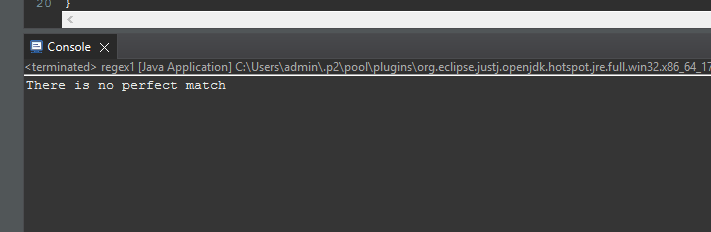 20 }
<
Console
<terminated> regex1 [Java Application] C:\Users\admin\.p2\pool\plugins\org.eclipse.justj.openjdk.hotspot.jre.full.win32.x86_64_17
There is no perfect match